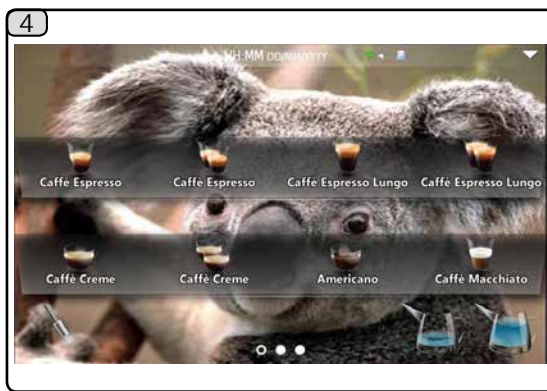 4
HH:MM DD/MM/YYYY
Caffè Espresso Caffè Espresso Caffè Espresso Lungo Caffè Espresso Lungo
Caffè Creme Caffè Creme Americano Caffè Macchiato